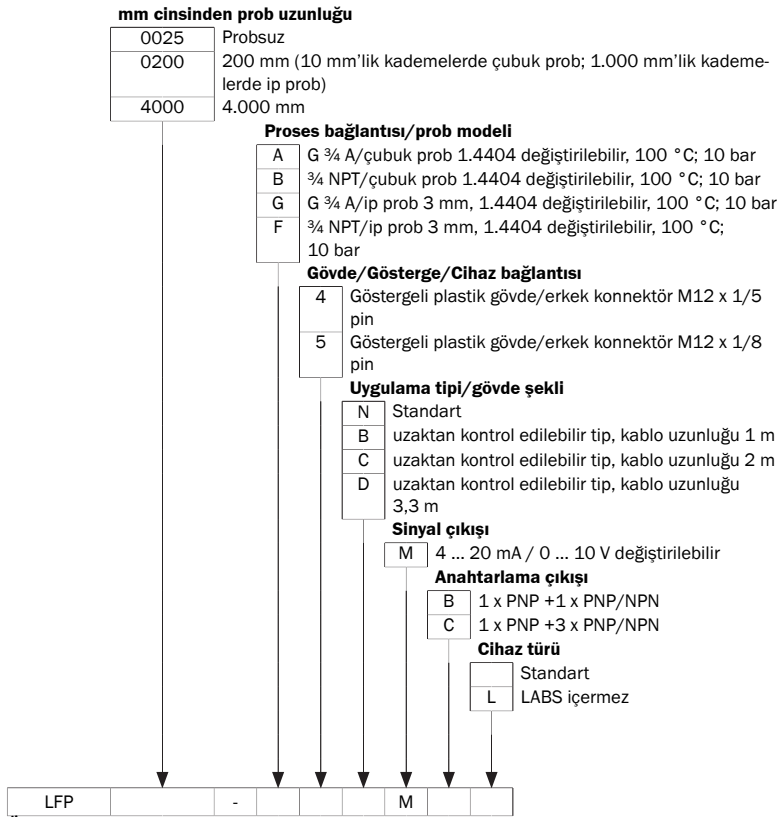 mm cinsinden prob uzunluğu
0025 Probsuz
0200 200 mm (10 mm'lik kademelerde çubuk prob; 1.000 mm'lik kademe-
lerde ip prob)
4000 4.000 mm
Proses bağlantısı/prob modeli
A G ¾ A/çubuk prob 1.4404 değiştirilebilir, 100 °C; 10 bar
B ¾ NPT/çubuk prob 1.4404 değiştirilebilir, 100 °C; 10 bar
G G ¾ A/ip prob 3 mm, 1.4404 değiştirilebilir, 100 °C; 10 bar
F ¾ NPT/ip prob 3 mm, 1.4404 değiştirilebilir, 100 °C;
10 bar
Gövde/Gösterge/Cihaz bağlantısı
4 Göstergeli plastik gövde/erkek konnektör M12 x 1/5
pin
5 Göstergeli plastik gövde/erkek konnektör M12 x 1/8
pin
Uygulama tipi/gövde şekli
N Standart
B uzaktan kontrol edilebilir tip, kablo uzunluğu 1 m
C uzaktan kontrol edilebilir tip, kablo uzunluğu 2 m
D uzaktan kontrol edilebilir tip, kablo uzunluğu
3,3 m
Sinyal çıkışı
M 4 ... 20 mA / 0 ... 10 V değiştirilebilir
Anahtarlama çıkışı
B 1 x PNP +1 x PNP/NPN
C 1 x PNP +3 x PNP/NPN
Cihaz türü
Standart
L LABS içermez
LFP - M